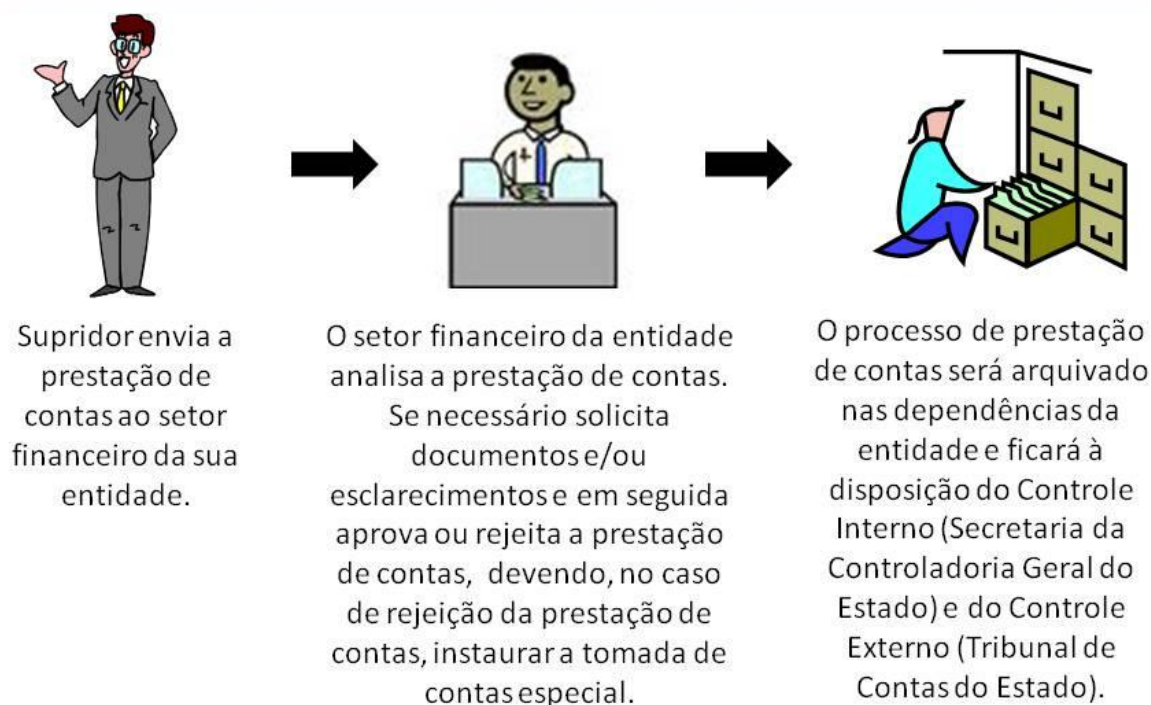 Supridor envia a
prestação de
contas ao setor
financeiro da sua
entidade.
O setor financeiro da entidade
analisa a prestação de contas.
Se necessário solicita
documentos e/ou
esclarecimentos e em seguida
aprova ou rejeita a prestação
de contas, devendo, no caso
de rejeição da prestação de
contas, instaurar a tomada de
contas especial.
O processo de prestação
de contas será arquivado
nas dependências da
entidade e ficará à
disposição do Controle
Interno (Secretaria da
Controladoria Geral do
Estado) e do Controle
Externo (Tribunal de
Contas do Estado).